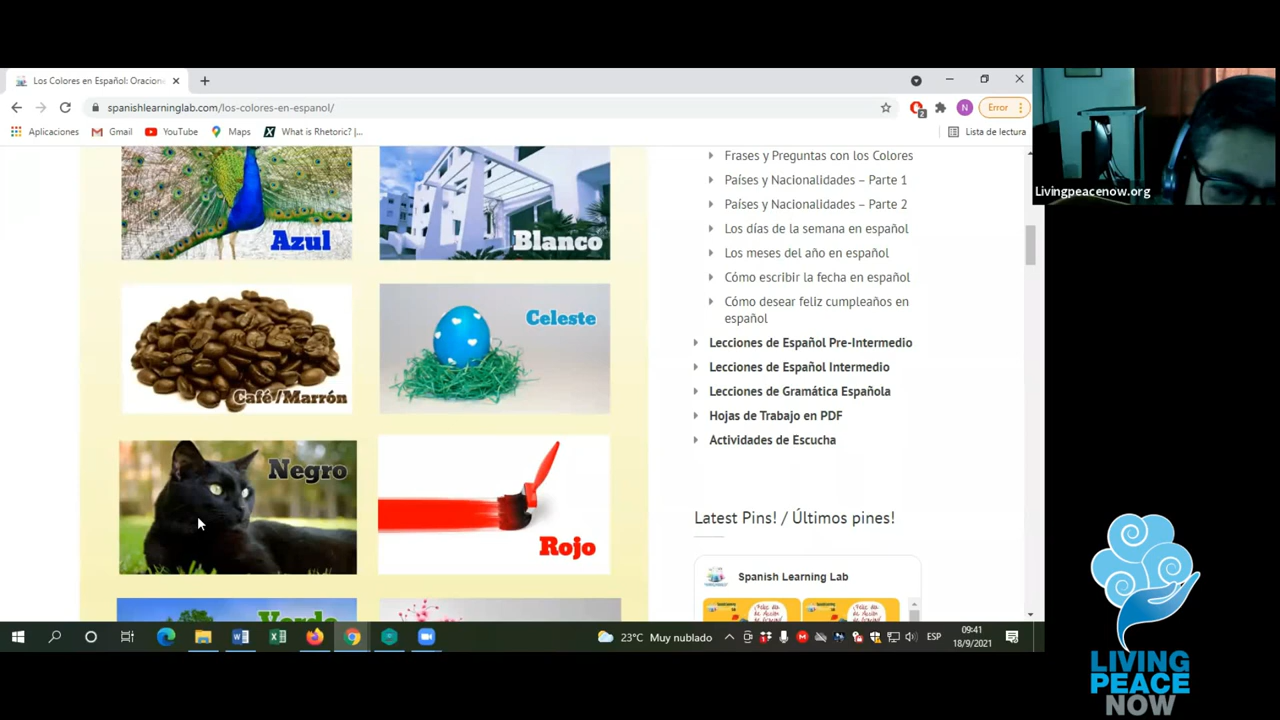 Los Colores en Español: Oracione
spanishlearninglab.com/los-colores-en-espanol/
N
Error
2
Aplicaciones
Gmail
YouTube
Maps
What is Rhetoric? |...
Lista de lectura
Livingpeacenow.org
Azul
Blanco
Café/Marrón
Celeste
Negro
Rojo
Verde
Frases y Preguntas con los Colores
Países y Nacionalidades – Parte 1
Países y Nacionalidades – Parte 2
Los días de la semana en español
Los meses del año en español
Cómo escribir la fecha en español
Cómo desear feliz cumpleaños en
español
Lecciones de Español Pre-Intermedio
Lecciones de Español Intermedio
Lecciones de Gramática Española
Hojas de Trabajo en PDF
Actividades de Escucha
Latest Pins! / Últimos pines!
Spanish Learning Lab
23°C Muy nublado
ESP
09:41
18/9/2021
LIVING
PEACE
NOW